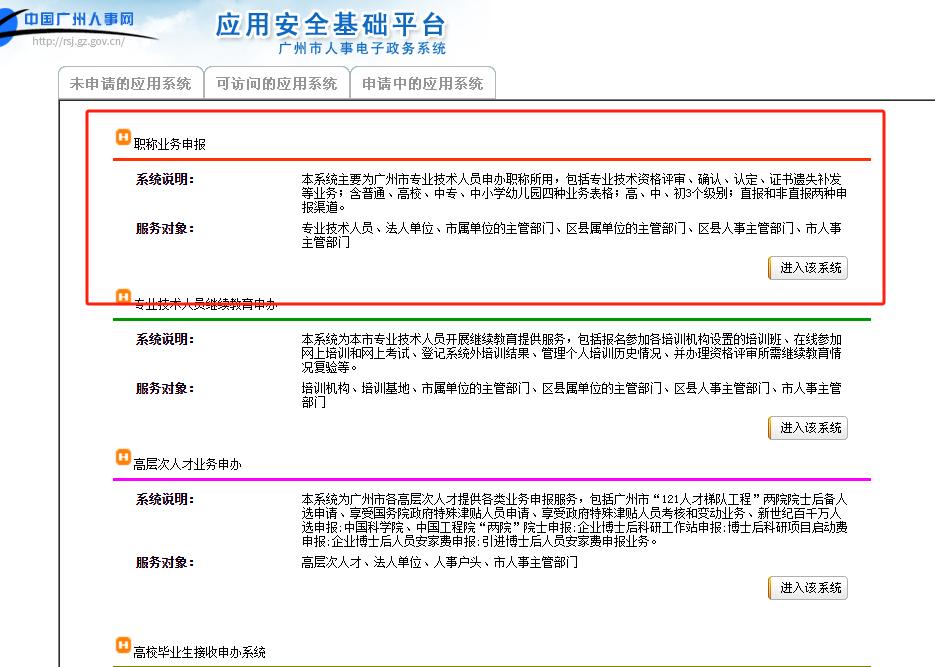 中国广州人事网
http://rsj.gz.gov.cn/
应用安全基础平台
广州市人事电子政务系统
未申请的应用系统 可访问的应用系统 申请中的应用系统
职称业务申报
系统说明: 本系统主要为广州市专业技术人员申办职称所用，包括专业技术资格评审、确认、认定、证书遗失补发
等业务；含普通、高校、中专、中小学幼儿园四种业务表格；高、中、初3个级别；直报和非直报两种申
报渠道。
服务对象: 专业技术人员、法人单位、市属单位的主管部门、区县属单位的主管部门、区县人事主管部门、市人事
主管部门
进入该系统
专业技术人员继续教育申办
系统说明: 本系统为本市专业技术人员开展继续教育提供服务，包括报名参加各培训机构设置的培训班、在线参加
网上培训和网上考试、登记系统外培训结果、管理个人培训历史情况、并办理资格评审所需继续教育情
况复验等。
服务对象: 培训机构、培训基地、市属单位的主管部门、区县属单位的主管部门、区县人事主管部门、市人事主管
部门
进入该系统
高层次人才业务申办
系统说明: 本系统为广州市各高层次人才提供各类业务申报服务，包括广州市“121人才梯队工程”两院院士后备人
选申请、享受国务院政府特殊津贴人员申请、享受政府特殊津贴人员考核和变动业务、新世纪百千万人
选申报;中国科学院、中国工程院“两院”院士申报;企业博士后科研工作站申报;博士后科研项目启动费
申报;企业博士后人员安家费申报;引进博士后人员安家费申报业务。
服务对象: 高层次人才、法人单位、人事户头、市人事主管部门
进入该系统
高校毕业生接收申办系统